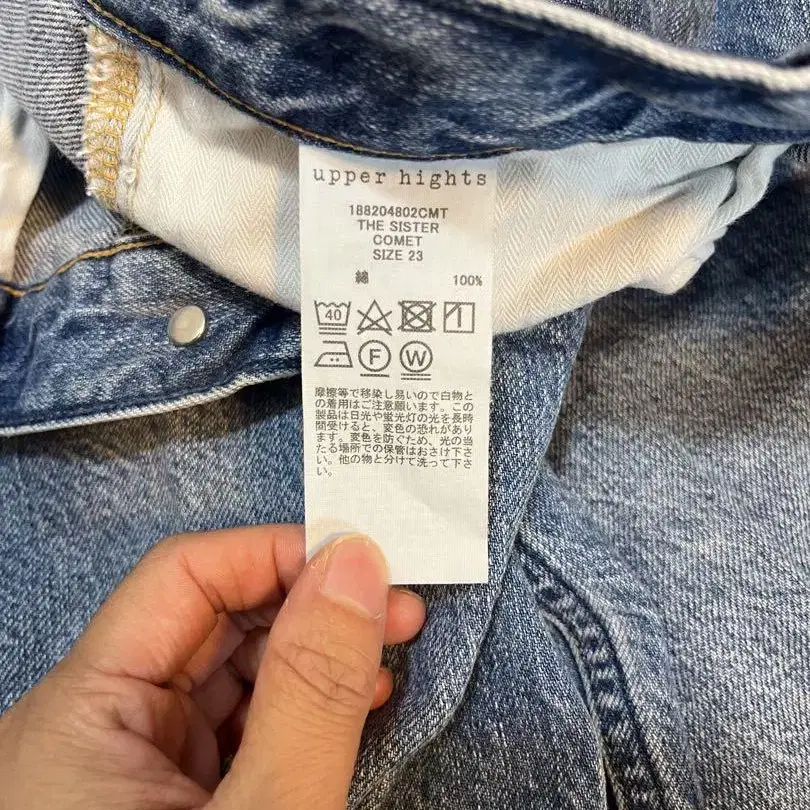 upper hights
188204802CMT
THE SISTER
COMET
SIZE 23
綿 100%
40
F W
摩擦等で移染し易いので白物と
の着用はご注意願います。この
製品は日光や蛍光灯の光を長時
間受けると、変色の恐れがあり
ます。変色を防ぐため、光の当
たる場所での保管はおさけ下さ
い。他の物と分けて洗って下さ
い。